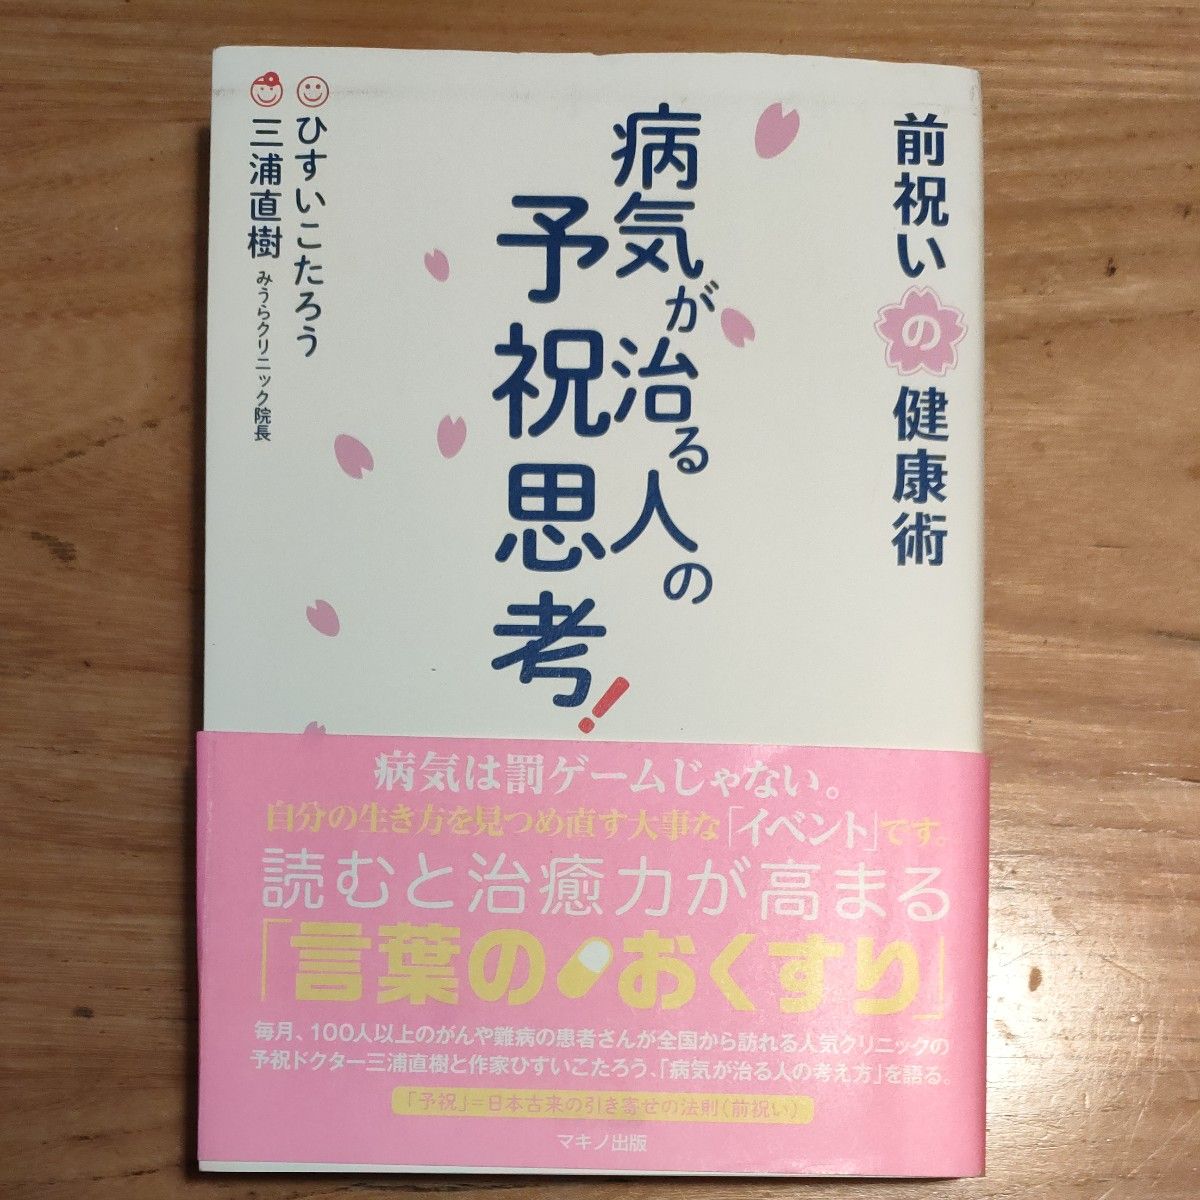 前祝いの健康術
病気が治る人の
予祝思考!
ひすいこたろう
三浦直樹 みうらクリニック院長
病気は罰ゲームじゃない。
自分の生き方を見つめ直す大事な「イベント」です。
読むと治癒力が高まる
「言葉のおくすり」
毎月、100人以上のがんや難病の患者さんが全国から訪れる人気クリニックの
予祝ドクター三浦直樹と作家ひすいこたろう、「病気が治る人の考え方」を語る。
「予祝」=日本古来の引き寄せの法則(前祝い)
マキノ出版